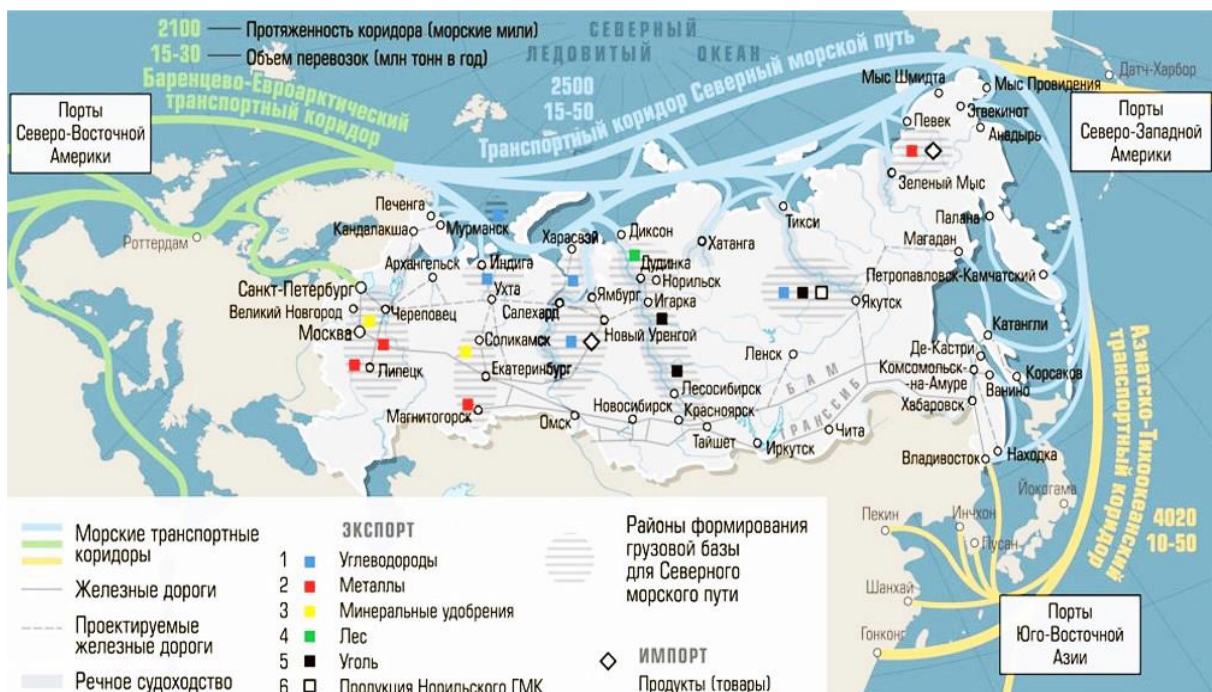 2100 — Протяженность коридора (морские мили)
15-30 — Объем перевозок (млн тонн в год)
СЕВЕРНЫЙ
ЛЕДОВИТЫЙ ОКЕАН
Баренцево-Евроарктический
транспортный коридор
2500
15-50
Транспортный коридор Северный морской путь
Порты
Северо-Восточной
Америки
Порты
Северо-Западной
Америки
Датч-Харбор
Мыс Шмидта
Мыс Провидения
Эгвекинот
Певек
Анадырь
Зеленый Мыс
Палана
Магадан
Петропавловск-Камчатский
Тикси
Хатанга
Диксон
Харасвэй
Дудинка
Норильск
Игарка
Ямбург
Новый Уренгой
Салехард
Печенга
Кандалакша
Мурманск
Роттердам
Архангельск
Индига
Ухта
Санкт-Петербург
Великий Новгород
Череповец
Москва
Соликамск
Липецк
Екатеринбург
Магнитогорск
Омск
Новосибирск
Лесосибирск
Красноярск
Тайшет
Иркутск
Чита
Ленск
Якутск
БАМ
ТРАНССИБ
Катангли
Де-Кастри
Комсомольск-
-на-Амуре
Ванино
Корсаков
Хабаровск
Владивосток
Находка
Азиатско-Тихоокеанский
транспортный коридор
4020
10-50
Йокогама
Пекин
Инчхон
Пусан
Шанхай
Гонконг
Порты
Юго-Восточной
Азии
Морские транспортные
коридоры
Железные дороги
Проектируемые
железные дороги
Речное судоходство
ЭКСПОРТ
1 Углеводороды
2 Металлы
3 Минеральные удобрения
4 Лес
5 Уголь
6 Продукция Норильского ГМК
Районы формирования
грузовой базы
для Северного
морского пути
ИМПОРТ
Продукты (товары)